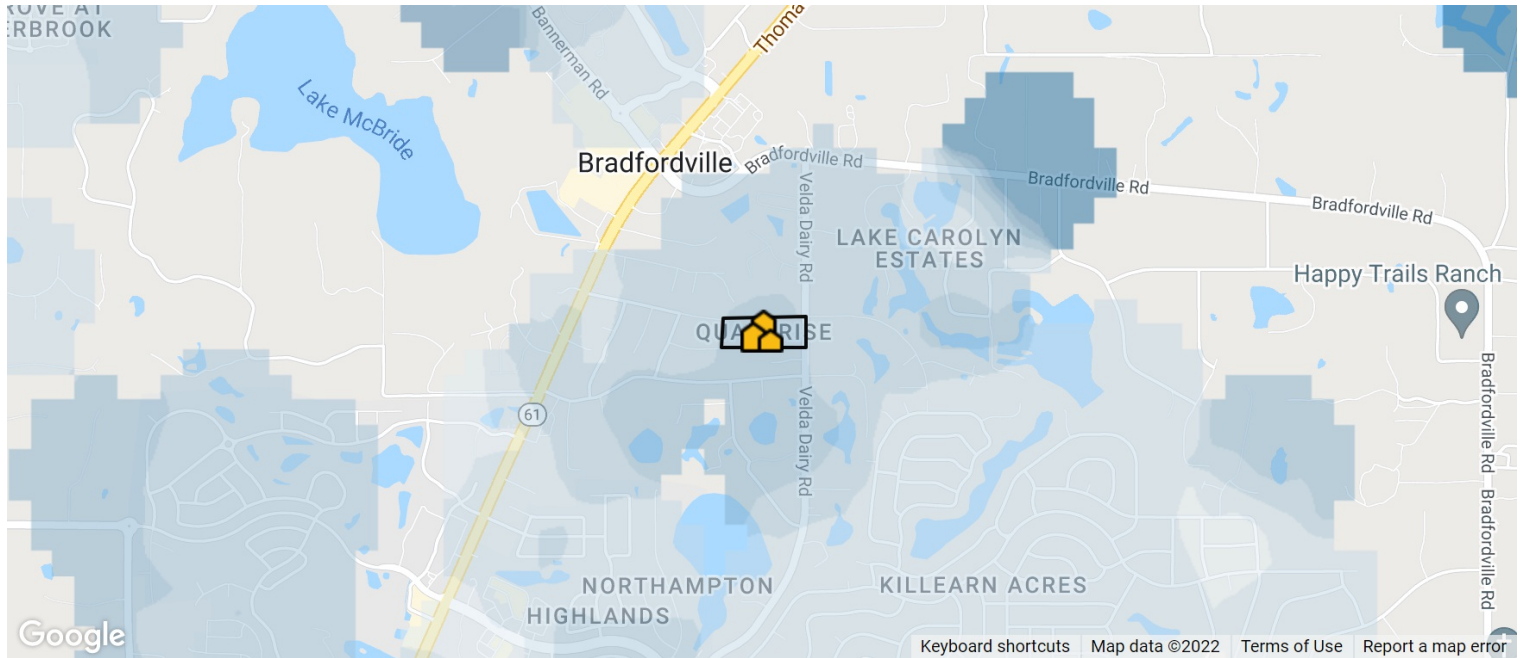 ROVE AT
ERBROOK
Bannerman Rd
Thoma
Lake McBride
Bradfordville
Bradfordville Rd
Bradfordville Rd
Bradfordville Rd
Velda Dairy Rd
LAKE CAROLYN
ESTATES
Happy Trails Ranch
QUA RISE
61
Velda Dairy Rd
Bradfordville Rd
Bradfordville Rd
NORTHAMPTON
HIGHLANDS
KILLEARN ACRES
Google
Keyboard shortcuts Map data ©2022 Terms of Use Report a map error